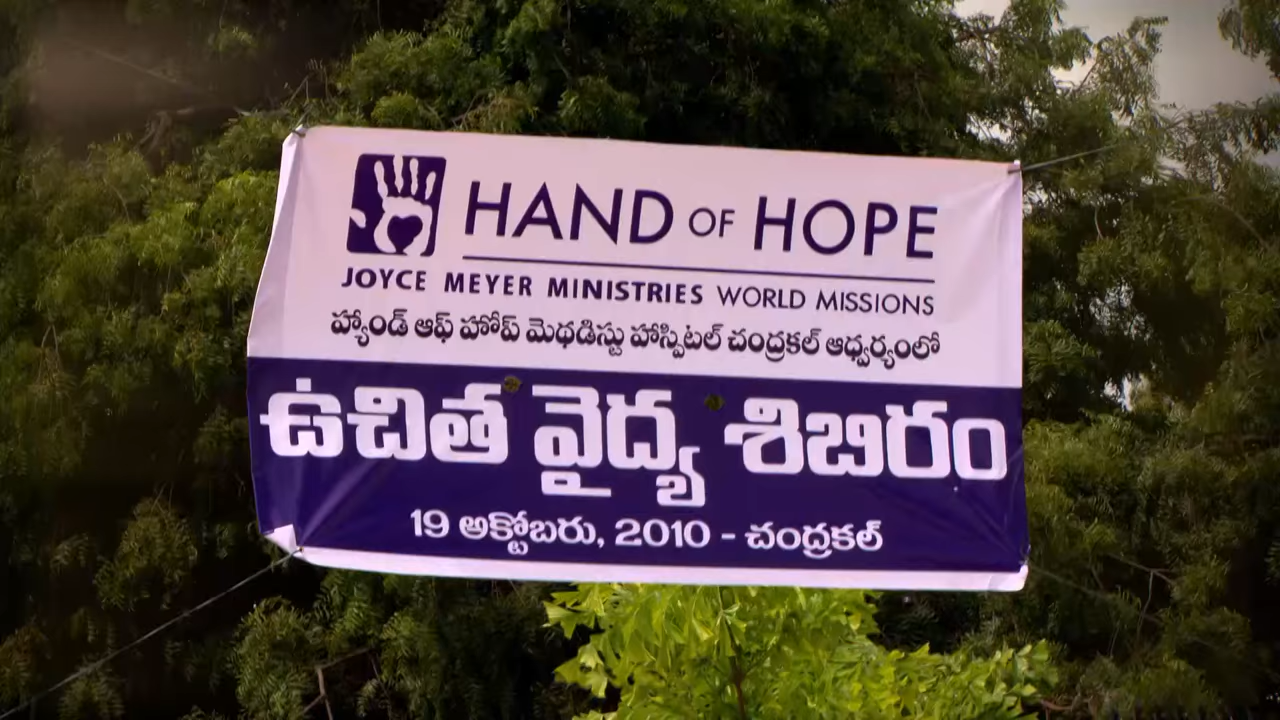 HAND OF HOPE
JOYCE MEYER MINISTRIES WORLD MISSIONS
హ్యాండ్ ఆఫ్ హోప్ మెథడిస్టు హాస్పిటల్ చంద్రకల్ ఆధ్వర్యంలో
ఉచిత వైద్య శిబిరం
19 అక్టోబరు, 2010 - చంద్రకల్